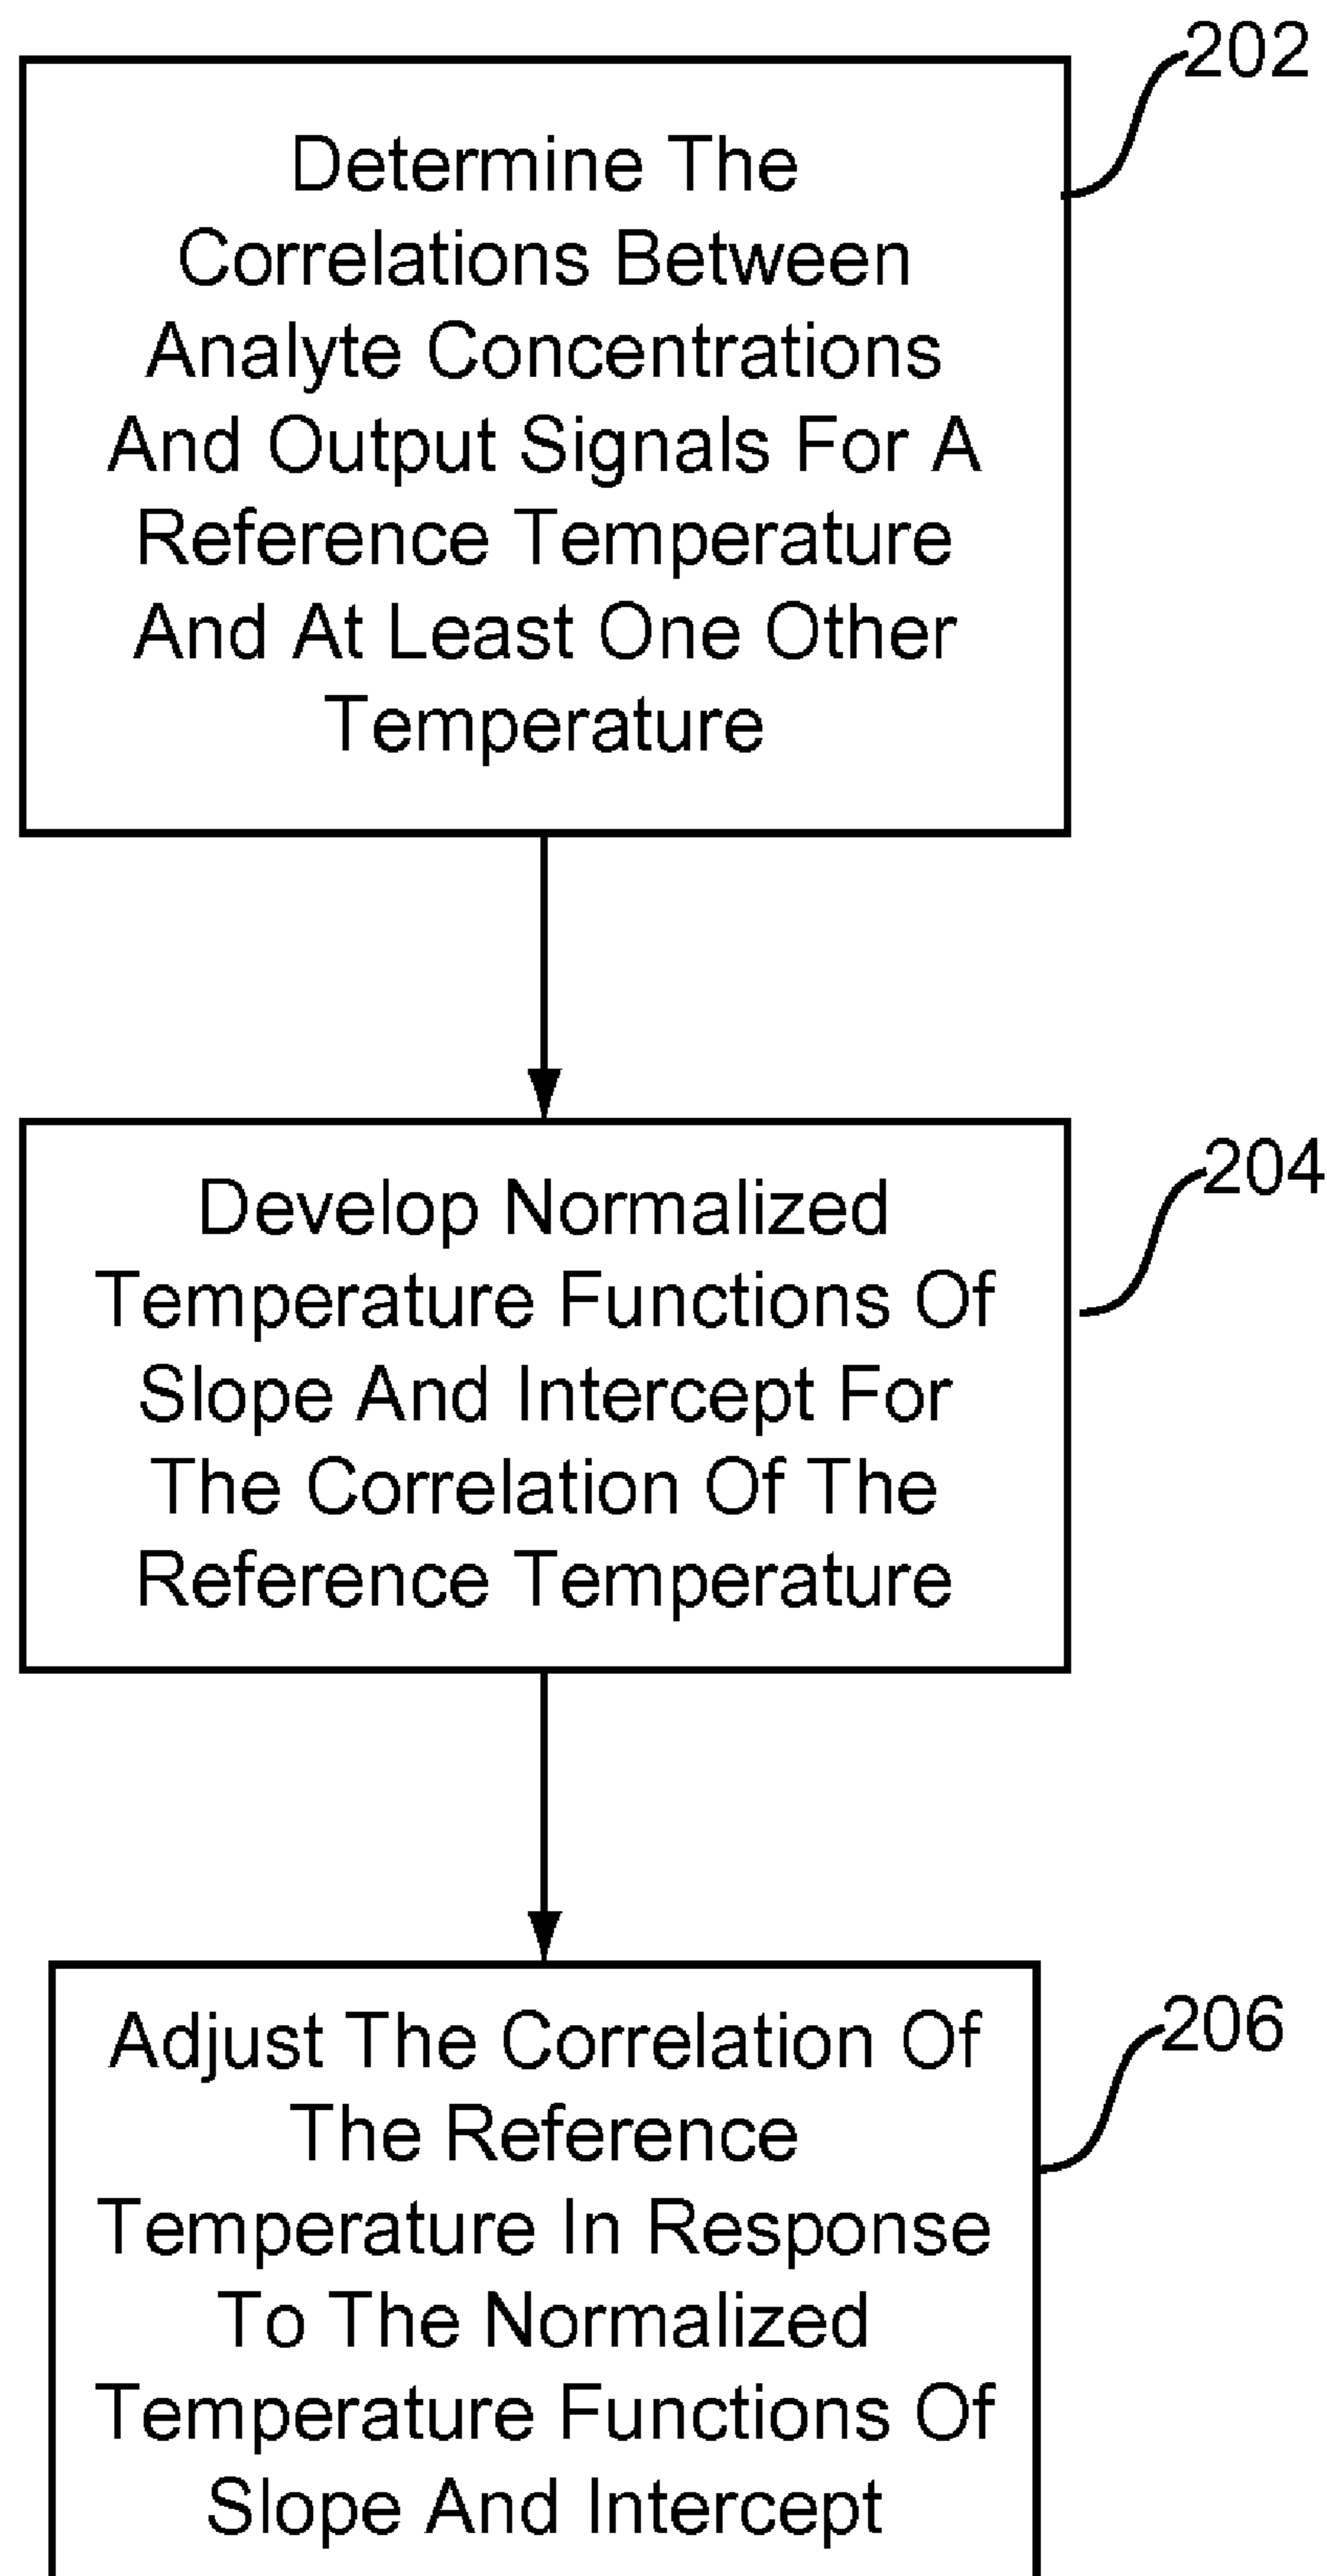 202
Determine The
Correlations Between
Analyte Concentrations
And Output Signals For A
Reference Temperature
And At Least One Other
Temperature
204
Develop Normalized
Temperature Functions Of
Slope And Intercept For
The Correlation Of The
Reference Temperature
206
Adjust The Correlation Of
The Reference
Temperature In Response
To The Normalized
Temperature Functions Of
Slope And Intercept